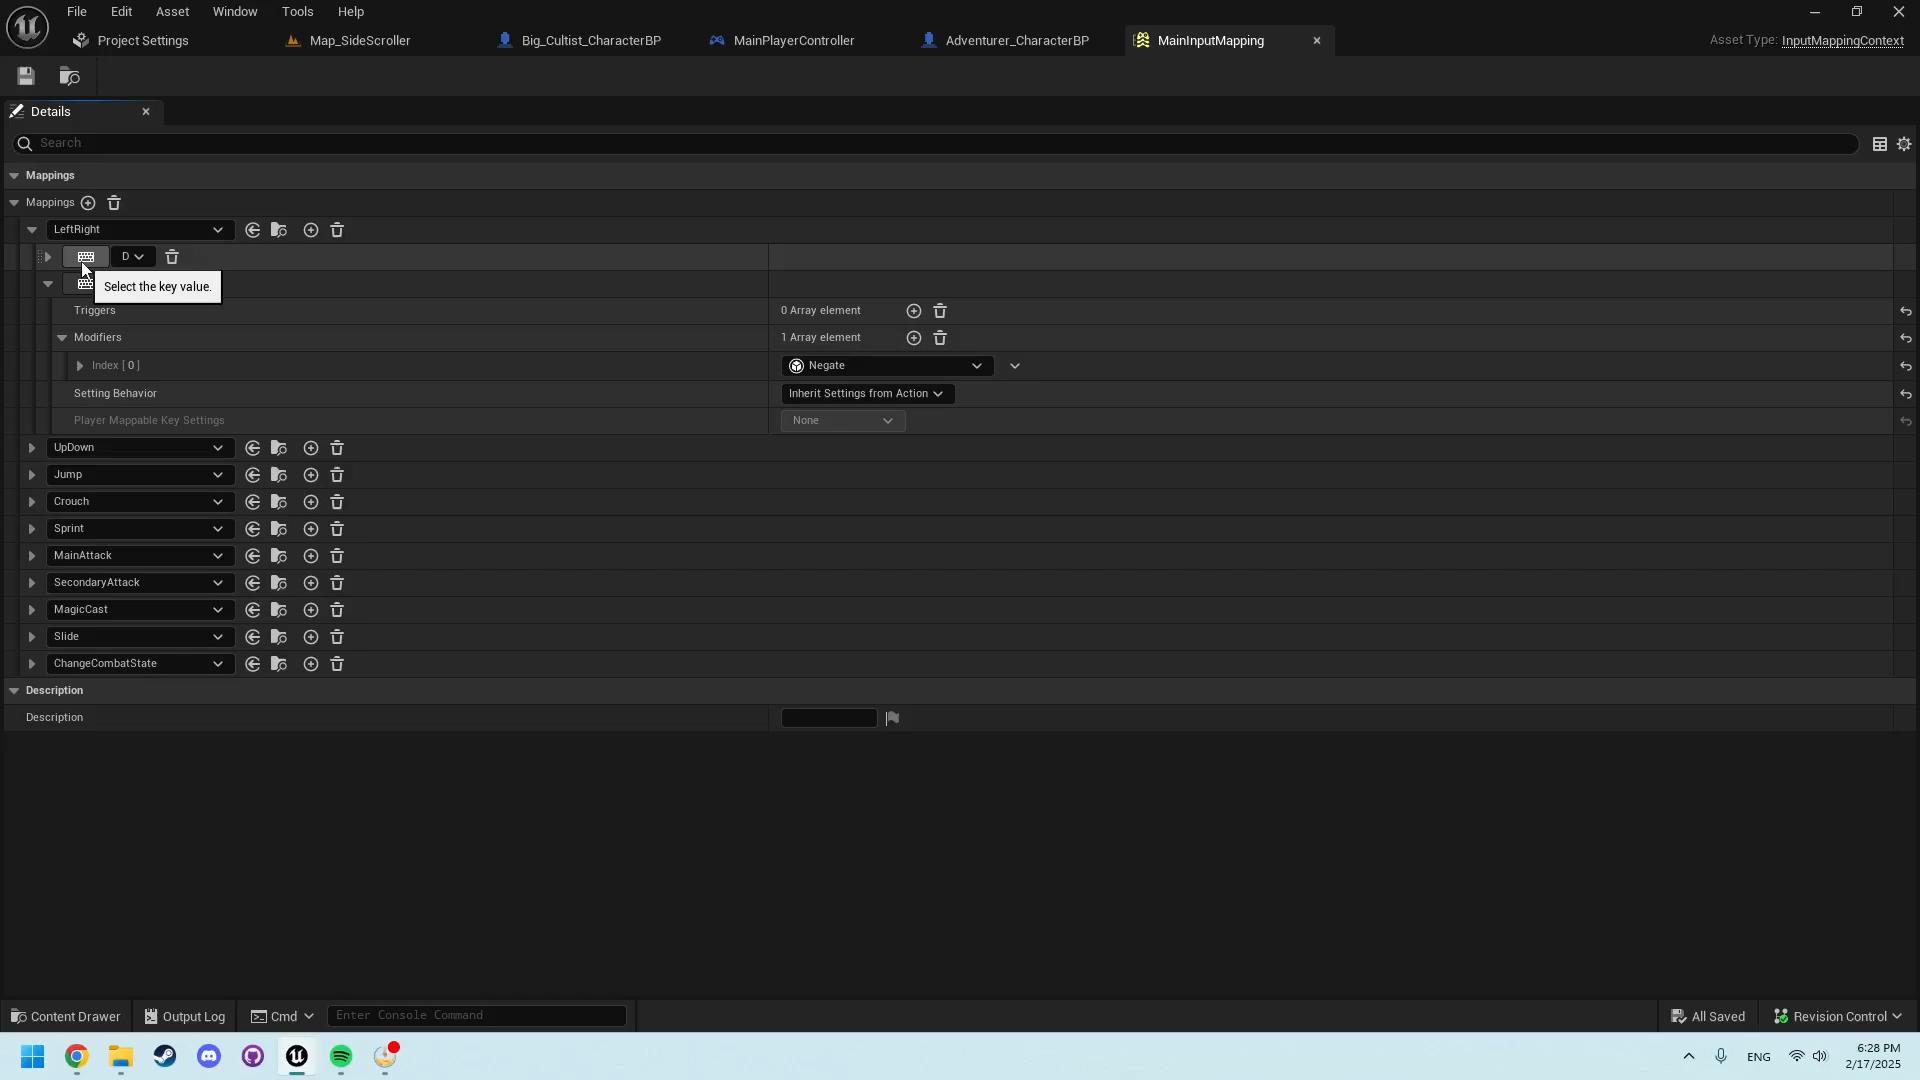 File Edit Asset Window Tools Help
Project Settings Map_SideScroller Big_Cultist_CharacterBP MainPlayerController Adventurer_CharacterBP MainInputMapping Asset Type: InputMappingContext
Details
Search
Mappings
Mappings
LeftRight
D
Select the key value.
Triggers 0 Array element
Modifiers 1 Array element
Index [ 0 ] Negate
Setting Behavior Inherit Settings from Action
Player Mappable Key Settings None
UpDown
Jump
Crouch
Sprint
MainAttack
SecondaryAttack
MagicCast
Slide
ChangeCombatState
Description
Description
Content Drawer Output Log Cmd Enter Console Command All Saved Revision Control
ENG 6:28 PM
2/17/2025